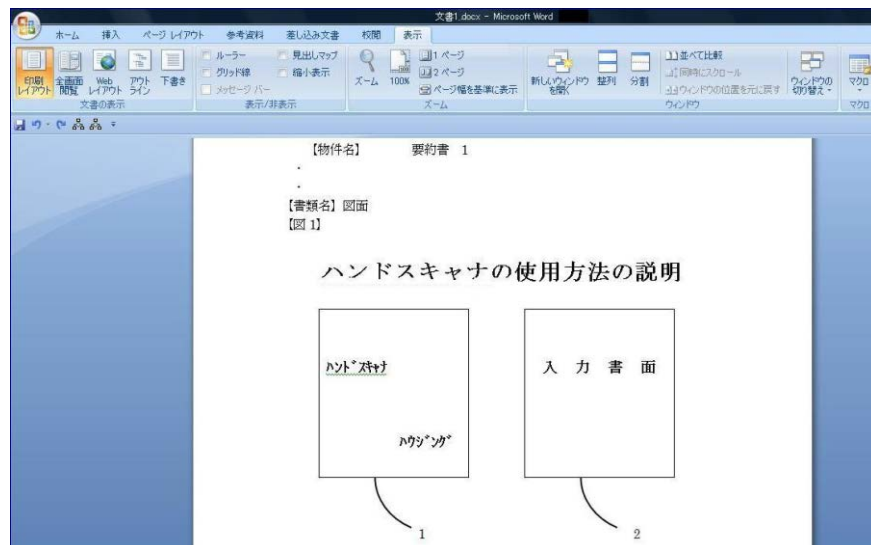 文書1.docx - Microsoft Word
ホーム 挿入 ページ レイアウト 参考資料 差し込み文書 校閲 表示
印刷レイアウト
全画面閲覧
Web レイアウト
アウトライン
下書き
文書の表示
ルーラー
グリッド線
メッセージ バー
見出しマップ
縮小表示
表示/非表示
ズーム
100%
1 ページ
2 ページ
ページ幅を基準に表示
ズーム
新しいウィンドウを開く
整列
分割
並べて比較
同時にスクロール
ウィンドウの位置を元に戻す
ウィンドウの切り替え
ウィンドウ
マクロ
マクロ
【物件名】 要約書 1
・
・
【書類名】図面
【図 1】
ハンドスキャナの使用方法の説明
ﾊﾝﾄﾞｽｷｬﾅ
入 力 書 面
ﾊｳｼﾞﾝｸﾞ
1 2